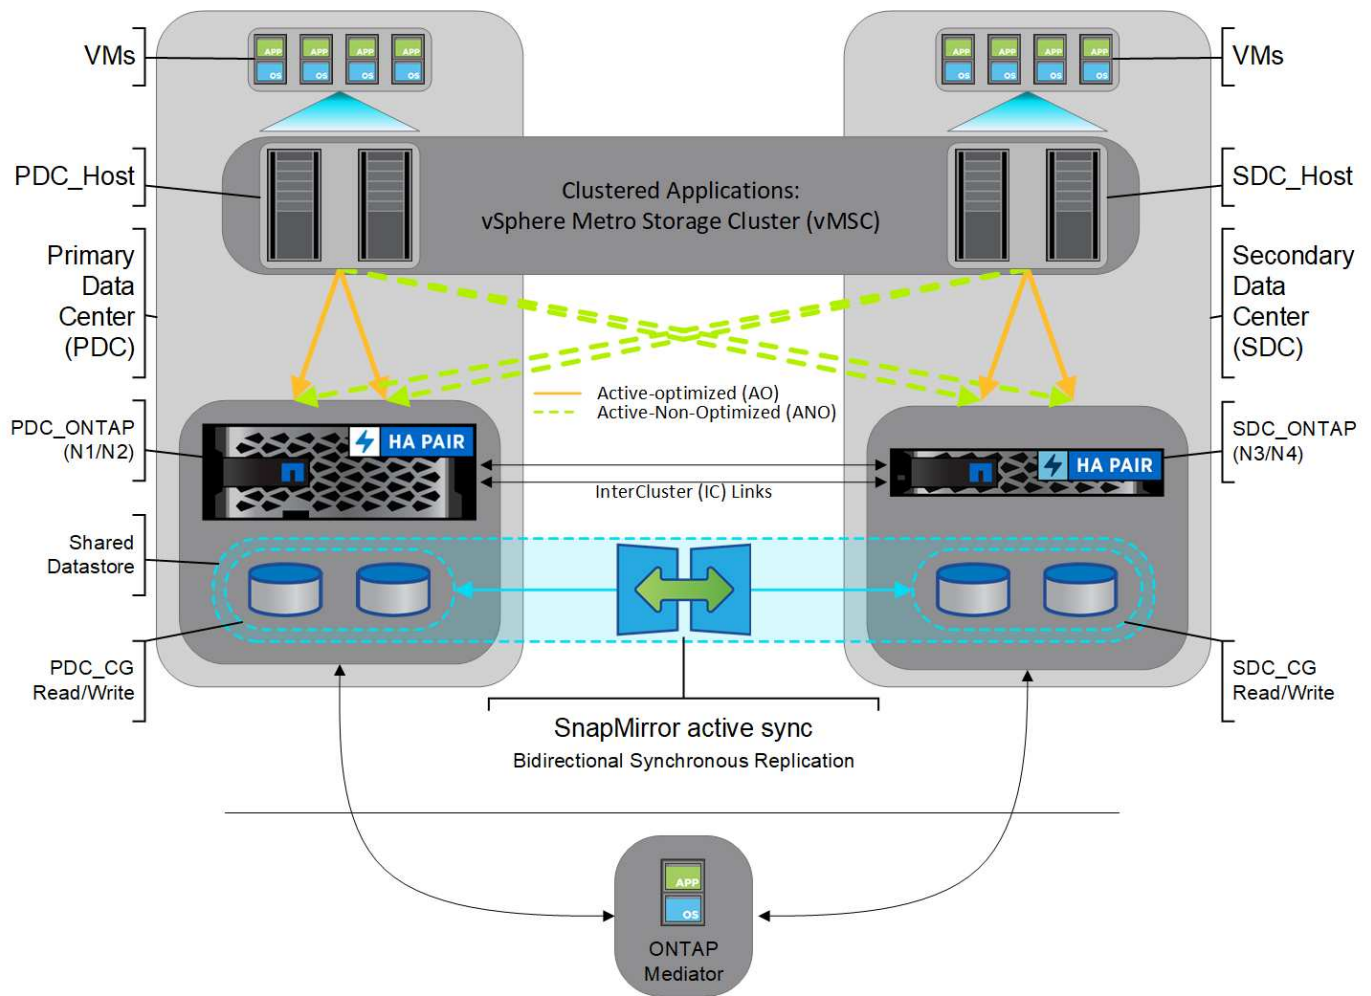 VMs
APP
APP
APP
APP
OS
OS
OS
OS
APP
APP
APP
APP
OS
OS
OS
OS
VMs
PDC_Host
Clustered Applications:
vSphere Metro Storage Cluster (vMSC)
SDC_Host
Primary
Data
Center
(PDC)
Secondary
Data
Center
(SDC)
Active-optimized (AO)
Active-Non-Optimized (ANO)
PDC_ONTAP
(N1/N2)
HA PAIR
HA PAIR
SDC_ONTAP
(N3/N4)
InterCluster (IC) Links
Shared
Datastore
PDC_CG
Read/Write
SDC_CG
Read/Write
SnapMirror active sync
Bidirectional Synchronous Replication
APP
OS
ONTAP
Mediator